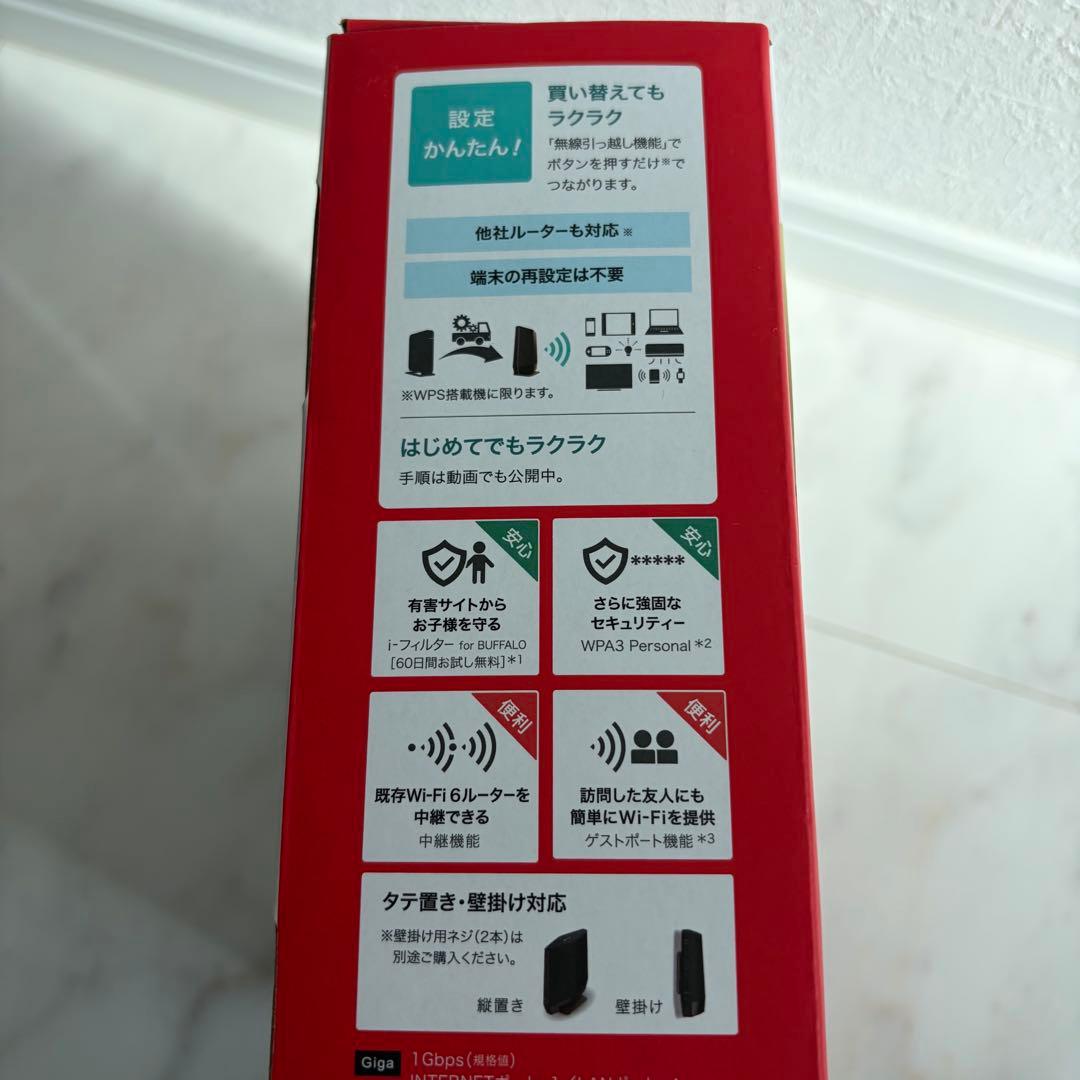 設定
かんたん!
買い替えても
ラクラク
「無線引っ越し機能」で
ボタンを押すだけ※で
つながります。
他社ルーターも対応※
端末の再設定は不要
※WPS搭載機に限ります。
はじめてでもラクラク
手順は動画でも公開中。
安心
有害サイトから
お子様を守る
i-フィルター for BUFFALO
[60日間お試し無料]*1
安心
*****
さらに強固な
セキュリティー
WPA3 Personal *2
便利
既存Wi-Fi 6ルーターを
中継できる
中継機能
便利
訪問した友人にも
簡単にWi-Fiを提供
ゲストポート機能 *3
タテ置き・壁掛け対応
※壁掛け用ネジ(2本)は
別途ご購入ください。
縦置き
壁掛け
Giga 1Gbps(規格値)